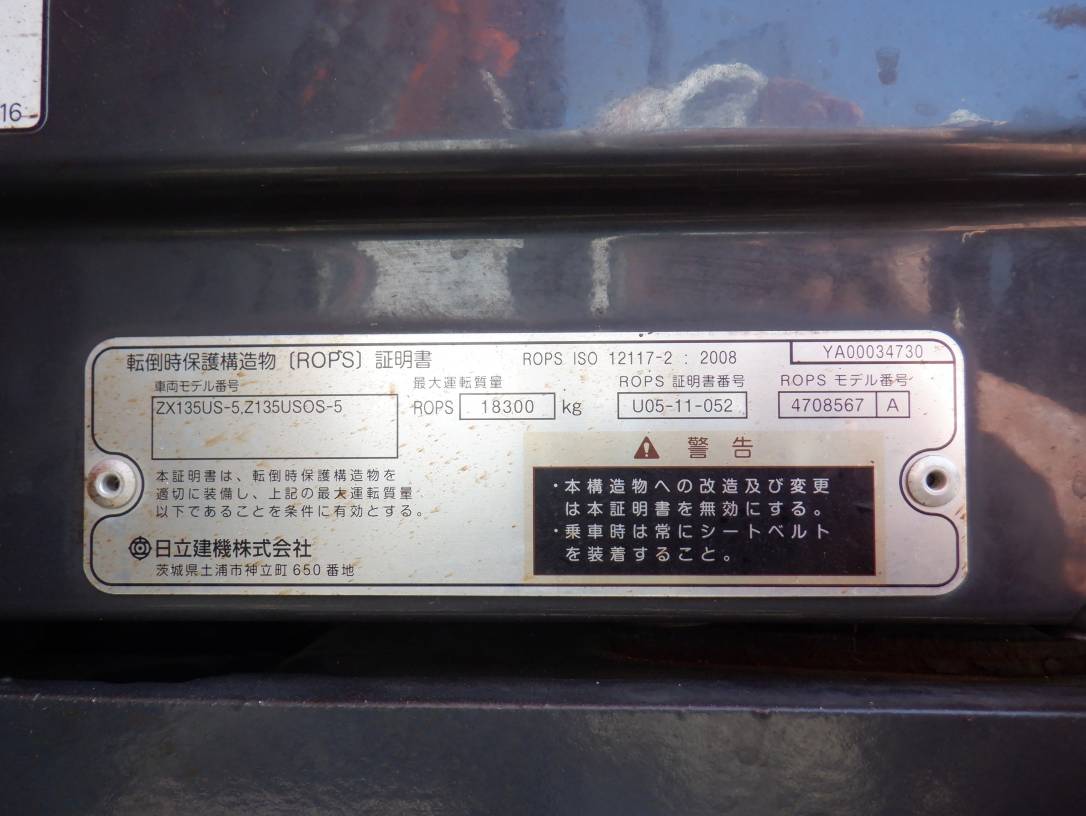 16
転倒時保護構造物〔ROPS〕証明書 ROPS ISO 12117-2 : 2008 YA00034730
車両モデル番号 最大運転質量 ROPS 証明書番号 ROPS モデル番号
ZX135US-5,Z135USOS-5 ROPS 18300 kg U05-11-052 4708567 A
本証明書は、転倒時保護構造物を
適切に装備し、上記の最大運転質量
以下であることを条件に有効とする。
日立建機株式会社
茨城県土浦市神立町 650 番地
警告
・本構造物への改造及び変更
は本証明書を無効にする。
・乗車時は常にシートベルト
を装着すること。